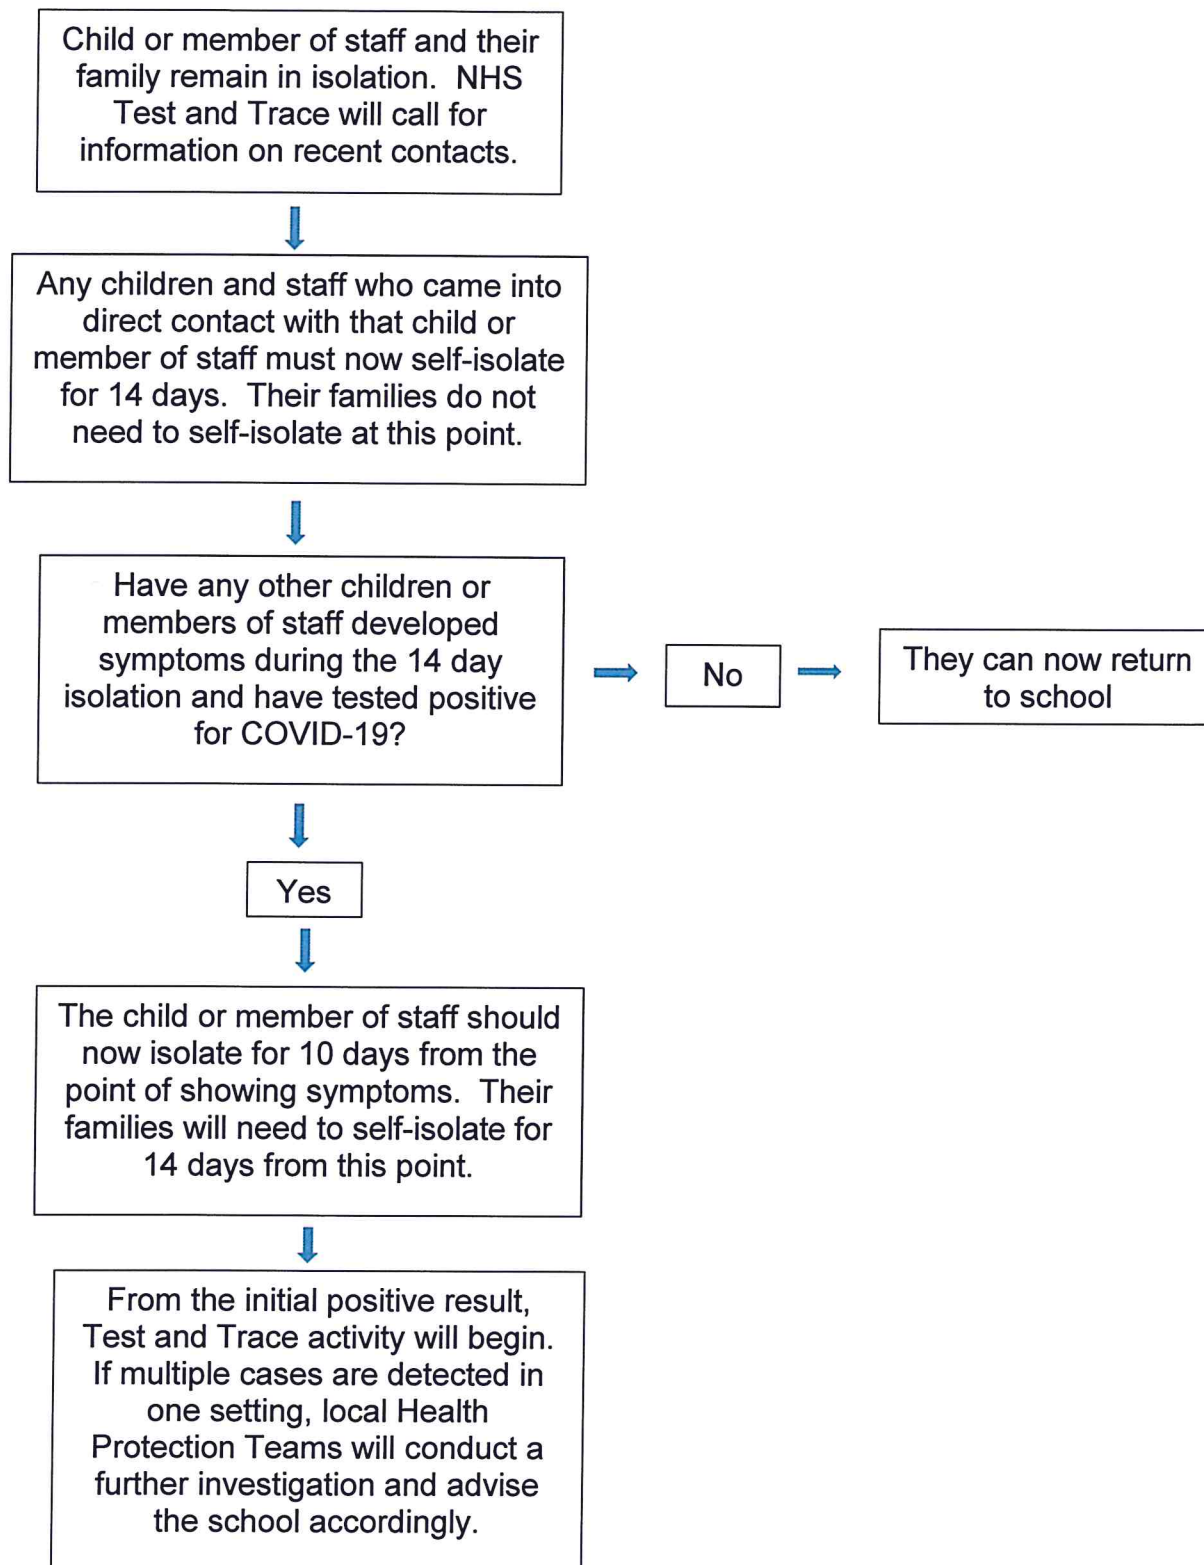 Child or member of staff and their
family remain in isolation.  NHS
Test and Trace will call for
information on recent contacts.
Any children and staff who came into
direct contact with that child or
member of staff must now self-isolate
for 14 days.  Their families do not
need to self-isolate at this point.
Have any other children or
members of staff developed
symptoms during the 14 day
isolation and have tested positive
for COVID-19?
No
They can now return
to school
Yes
The child or member of staff should
now isolate for 10 days from the
point of showing symptoms.  Their
families will need to self-isolate for
14 days from this point.
From the initial positive result,
Test and Trace activity will begin.
If multiple cases are detected in
one setting, local Health
Protection Teams will conduct a
further investigation and advise
the school accordingly.